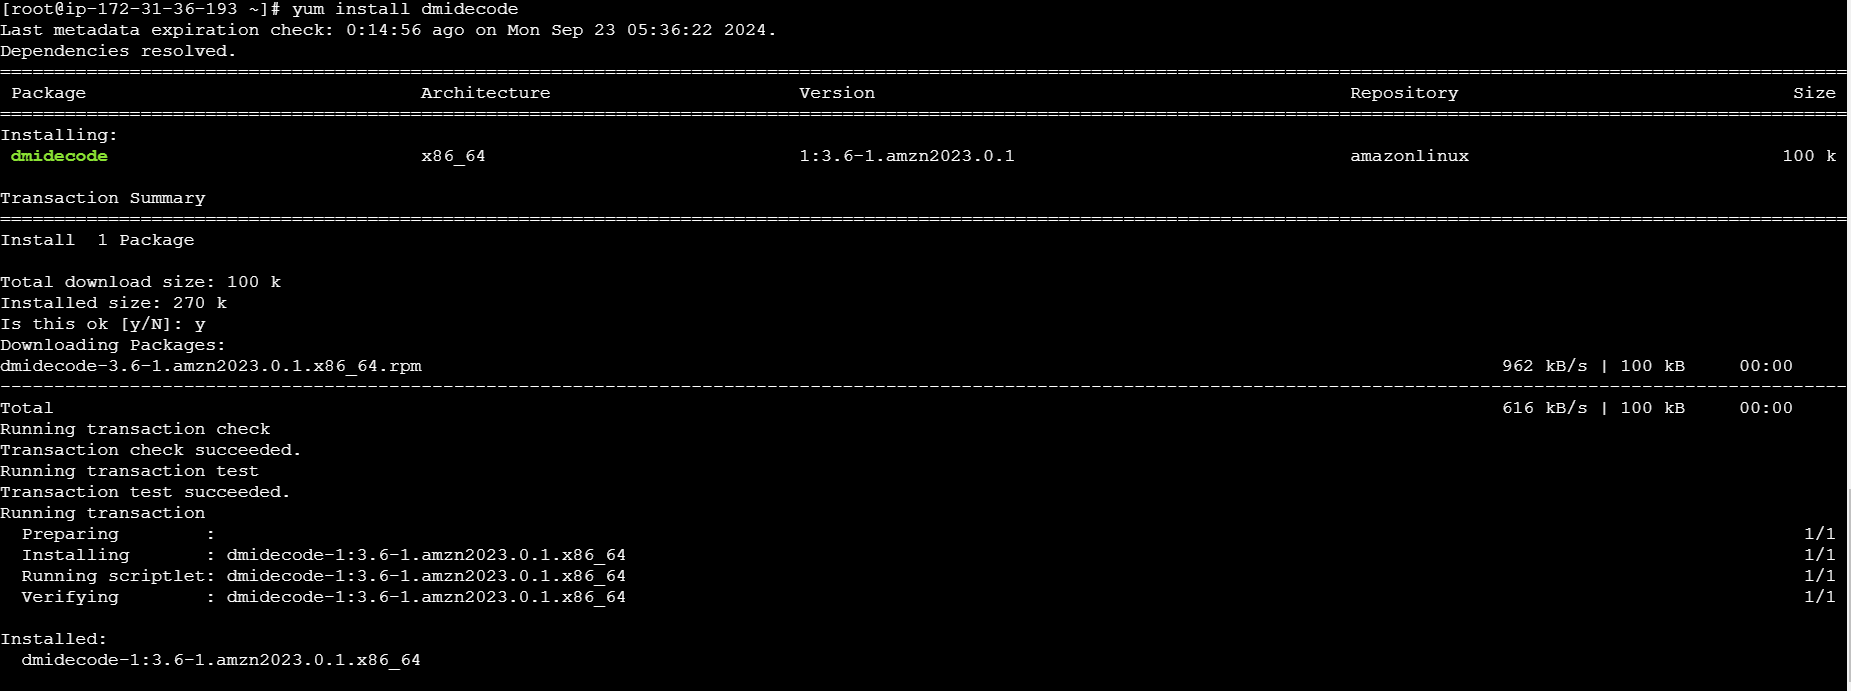 [root@ip-172-31-36-193 ~]# yum install dmidecode
Last metadata expiration check: 0:14:56 ago on Mon Sep 23 05:36:22 2024.
Dependencies resolved.
Package Architecture Version Repository Size
Installing:
dmidecode x86_64 1:3.6-1.amzn2023.0.1 amazonlinux 100 k
Transaction Summary
Install 1 Package
Total download size: 100 k
Installed size: 270 k
Is this ok [y/N]: y
Downloading Packages:
dmidecode-3.6-1.amzn2023.0.1.x86_64.rpm 962 kB/s | 100 kB 00:00
Total 616 kB/s | 100 kB 00:00
Running transaction check
Transaction check succeeded.
Running transaction test
Transaction test succeeded.
Running transaction
Preparing : 1/1
Installing : dmidecode-1:3.6-1.amzn2023.0.1.x86_64 1/1
Running scriptlet: dmidecode-1:3.6-1.amzn2023.0.1.x86_64 1/1
Verifying : dmidecode-1:3.6-1.amzn2023.0.1.x86_64 1/1
Installed:
dmidecode-1:3.6-1.amzn2023.0.1.x86_64